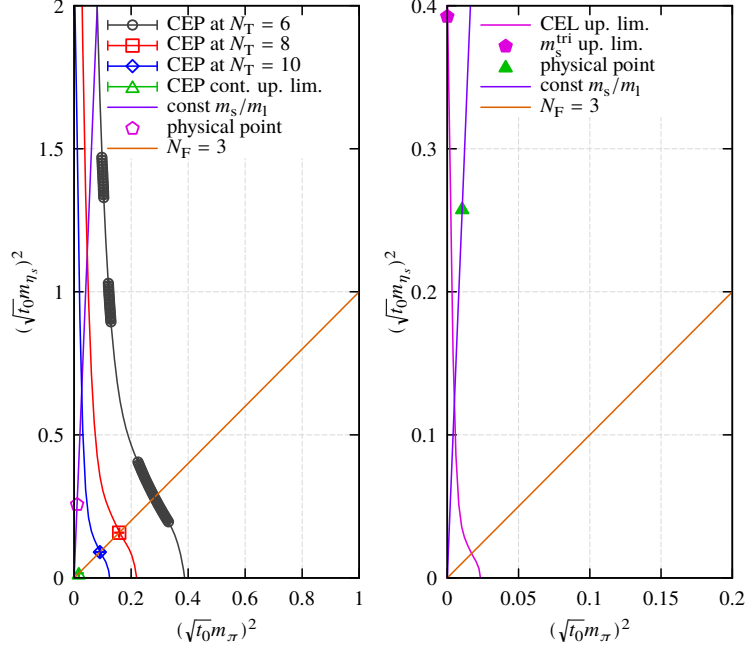 CEP at N_T = 6
CEP at N_T = 8
CEP at N_T = 10
CEP cont. up. lim.
const m_s/m_l
physical point
N_F = 3
2
1.5
1
0.5
0
0 0.2 0.4 0.6 0.8 1
(√t_0 m_{η_s})^2
(√t_0 m_π)^2
CEL up. lim.
m_s^tri up. lim.
physical point
const m_s/m_l
N_F = 3
0.4
0.3
0.2
0.1
0
0 0.05 0.1 0.15 0.2
(√t_0 m_{η_s})^2
(√t_0 m_π)^2